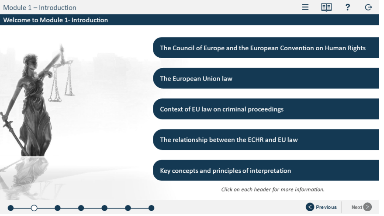 Module 1 – Introduction
?
Welcome to Module 1- Introduction
The Council of Europe and the European Convention on Human Rights
The European Union law
Context of EU law on criminal proceedings
The relationship between the ECHR and EU law
Key concepts and principles of interpretation
Click on each header for more information.
Previous
Next